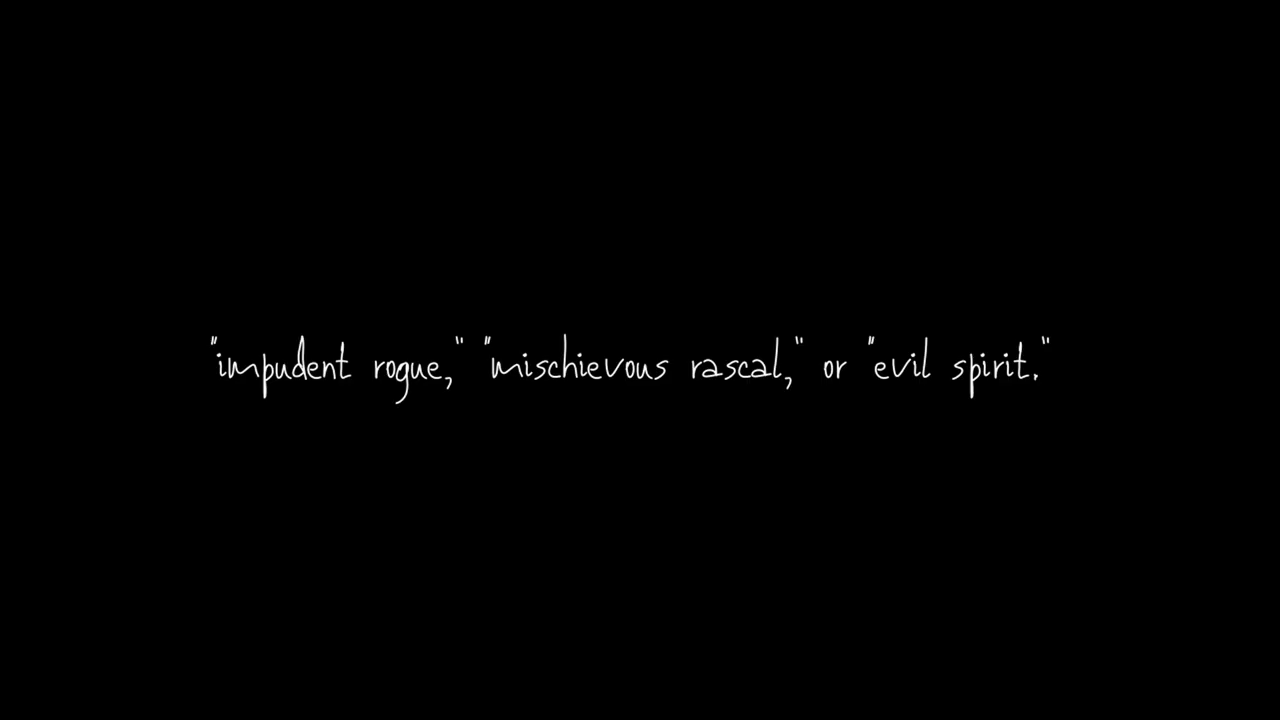 "impudent rogue," "mischievous rascal," or "evil spirit."